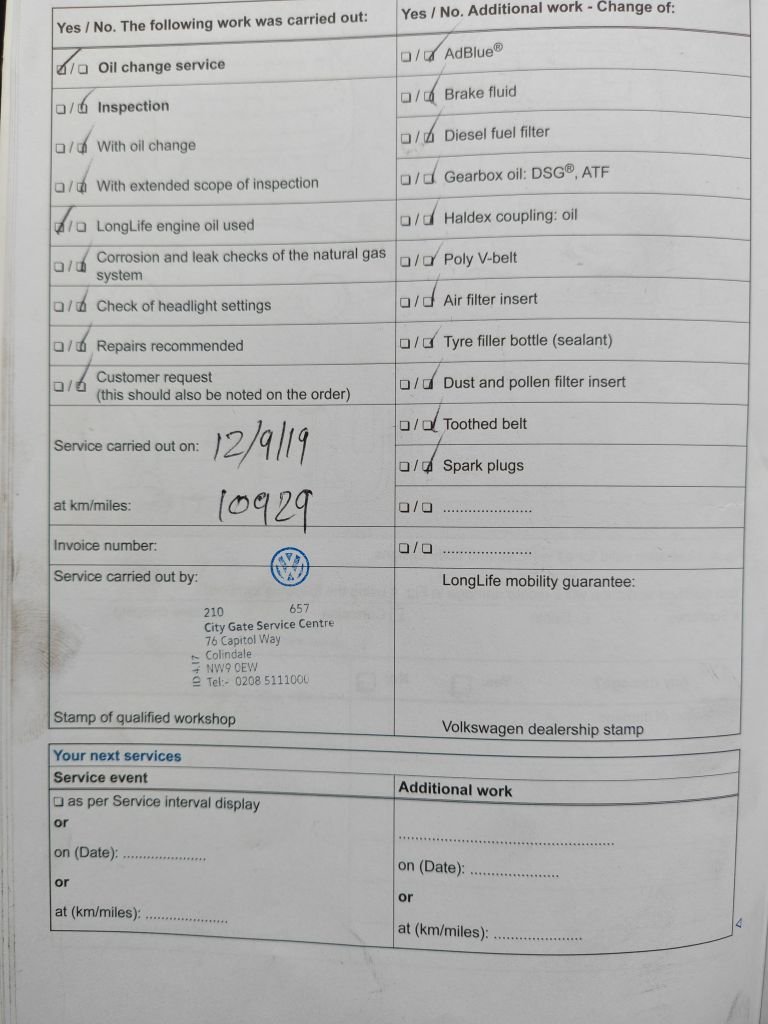 Yes / No. The following work was carried out:
Oil change service
Inspection
With oil change
With extended scope of inspection
LongLife engine oil used
Corrosion and leak checks of the natural gas
system
Check of headlight settings
Repairs recommended
Customer request
(this should also be noted on the order)
Service carried out on: 12/9/19
at km/miles: 10929
Invoice number:
Service carried out by:
210 657
City Gate Service Centre
76 Capitol Way
Colindale
NW9 0EW
Tel:- 0208 5111000
ID 4.17
Stamp of qualified workshop
Yes / No. Additional work - Change of:
AdBlue®
Brake fluid
Diesel fuel filter
Gearbox oil: DSG®, ATF
Haldex coupling: oil
Poly V-belt
Air filter insert
Tyre filler bottle (sealant)
Dust and pollen filter insert
Toothed belt
Spark plugs
LongLife mobility guarantee:
Volkswagen dealership stamp
Your next services
Service event
as per Service interval display
or
on (Date): ....................
or
at (km/miles): ....................
Additional work
on (Date): ....................
or
at (km/miles): ....................
4